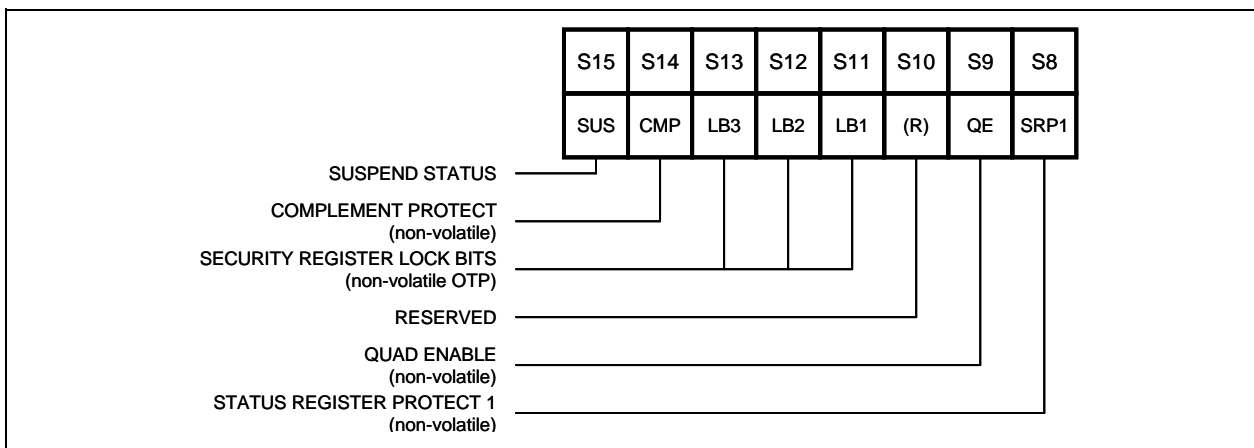 S15 S14 S13 S12 S11 S10 S9 S8
SUS CMP LB3 LB2 LB1 (R) QE SRP1
SUSPEND STATUS
COMPLEMENT PROTECT
(non-volatile)
SECURITY REGISTER LOCK BITS
(non-volatile OTP)
RESERVED
QUAD ENABLE
(non-volatile)
STATUS REGISTER PROTECT 1
(non-volatile)